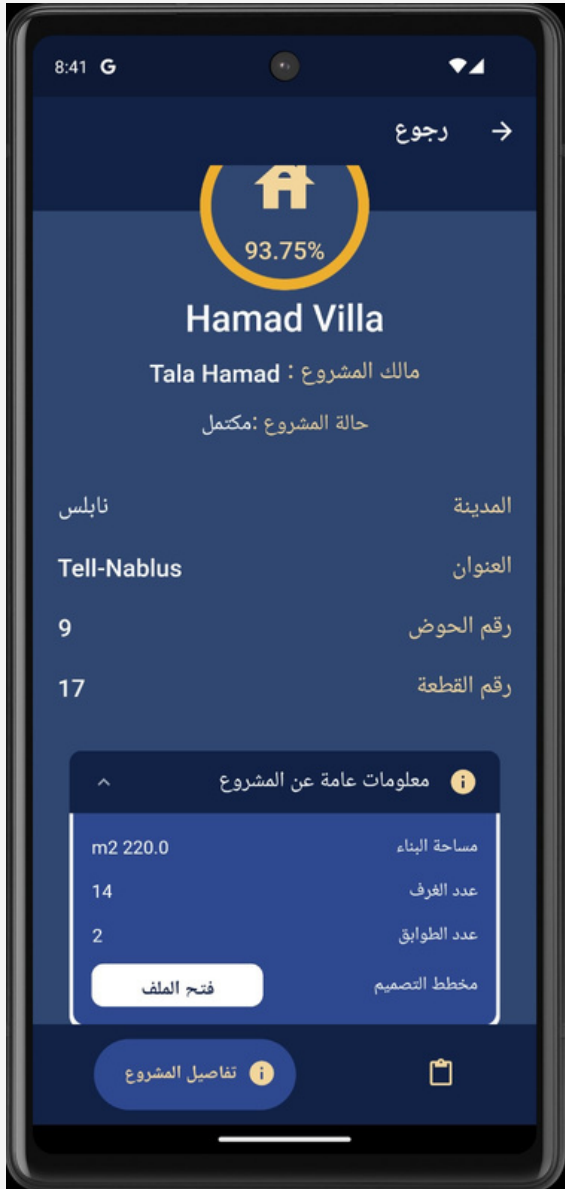 8:41 G
رجوع
93.75%
Hamad Villa
مالك المشروع : Tala Hamad
حالة المشروع :مكتمل
المدينة نابلس
العنوان Tell-Nablus
رقم الحوض 9
رقم القطعة 17
معلومات عامة عن المشروع
مساحة البناء m2 220.0
عدد الغرف 14
عدد الطوابق 2
مخطط التصميم فتح الملف
تفاصيل المشروع